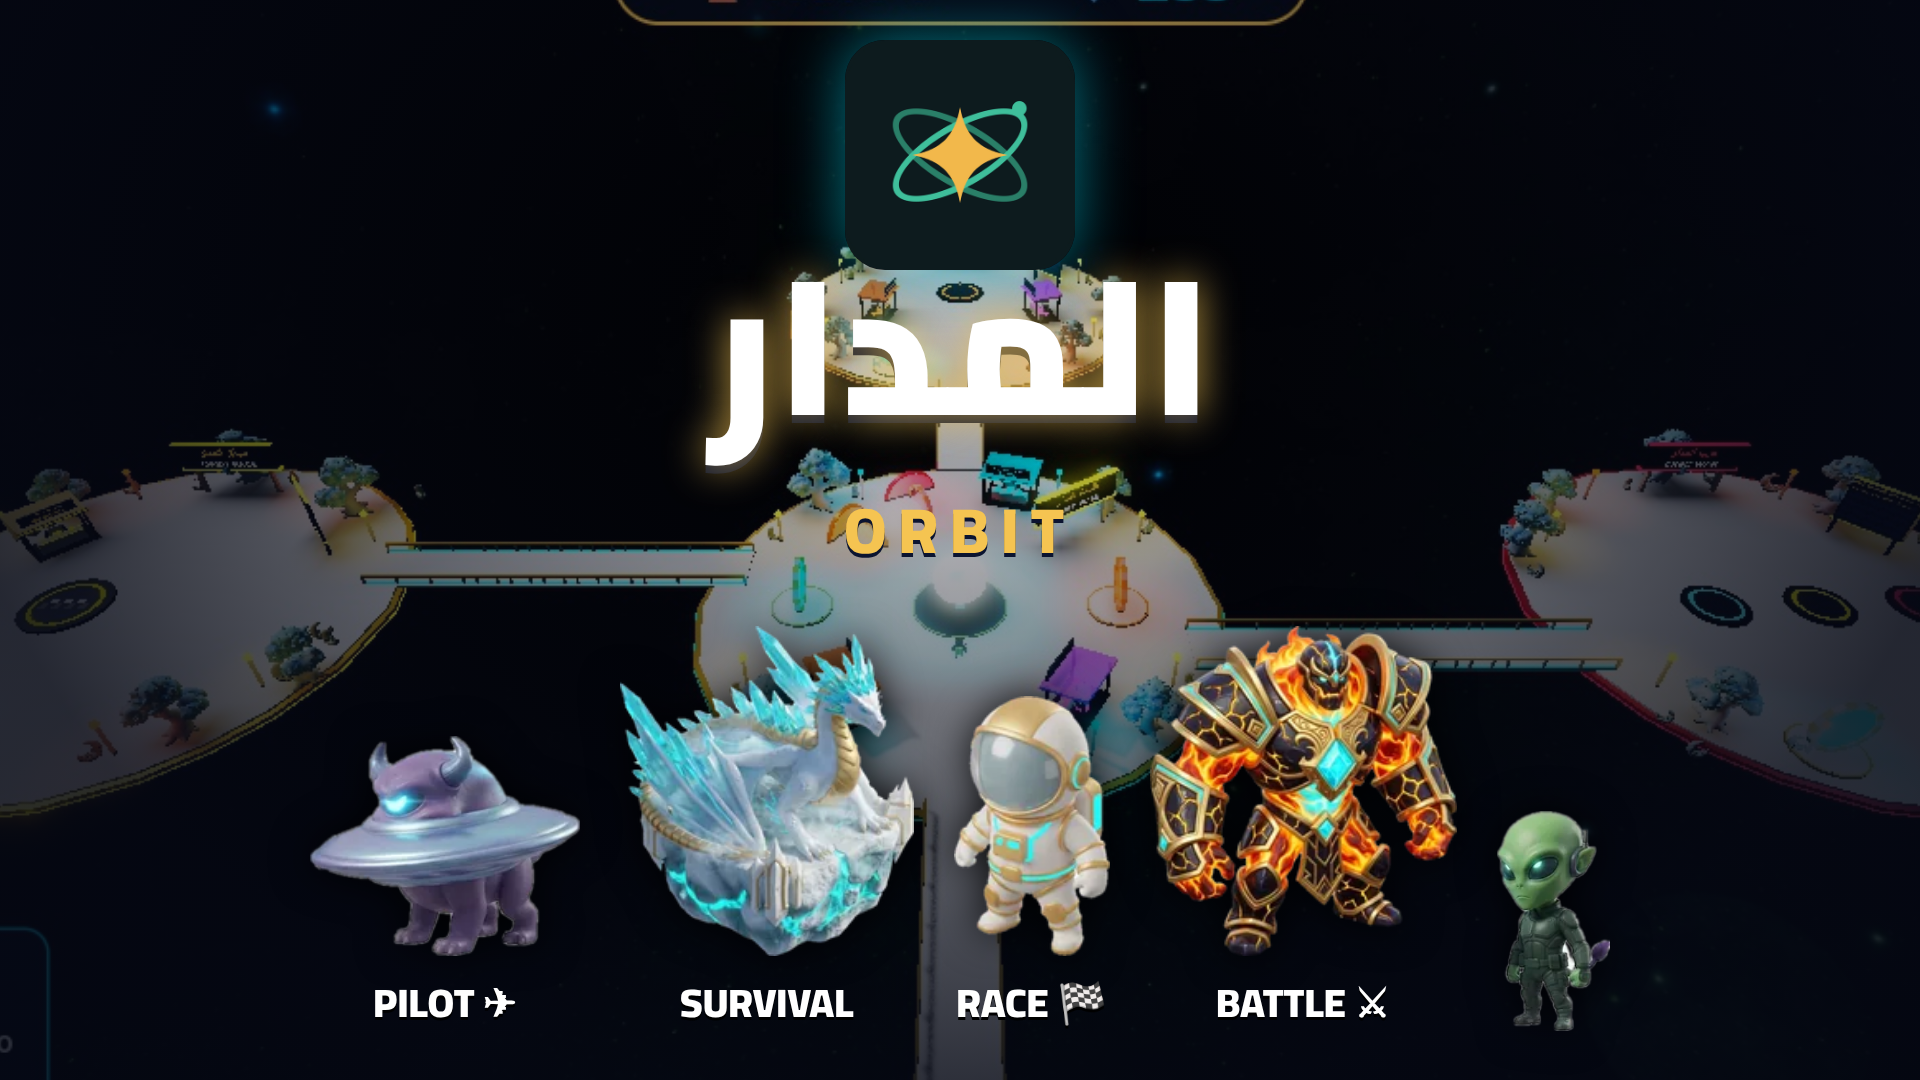 المدار
ORBIT
PILOT ✈
SURVIVAL
RACE 🏁
BATTLE ⚔